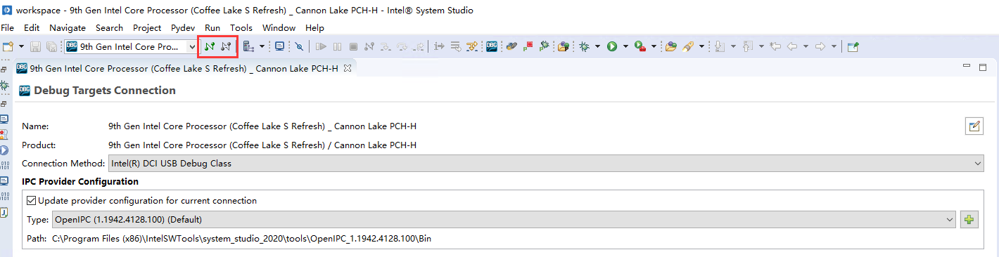 workspace - 9th Gen Intel Core Processor (Coffee Lake S Refresh) _ Cannon Lake PCH-H - Intel® System Studio
File Edit Navigate Search Project Pydev Run Tools Window Help
DBG 9th Gen Intel Core Pro... DBG
DBG 9th Gen Intel Core Processor (Coffee Lake S Refresh) _ Cannon Lake PCH-H
DBG Debug Targets Connection
Name: 9th Gen Intel Core Processor (Coffee Lake S Refresh) _ Cannon Lake PCH-H
Product: 9th Gen Intel Core Processor (Coffee Lake S Refresh) / Cannon Lake PCH-H
Connection Method: Intel(R) DCI USB Debug Class
IPC Provider Configuration
Update provider configuration for current connection
Type: OpenIPC (1.1942.4128.100) (Default)
Path: C:\Program Files (x86)\IntelSWTools\system_studio_2020\tools\OpenIPC_1.1942.4128.100\Bin